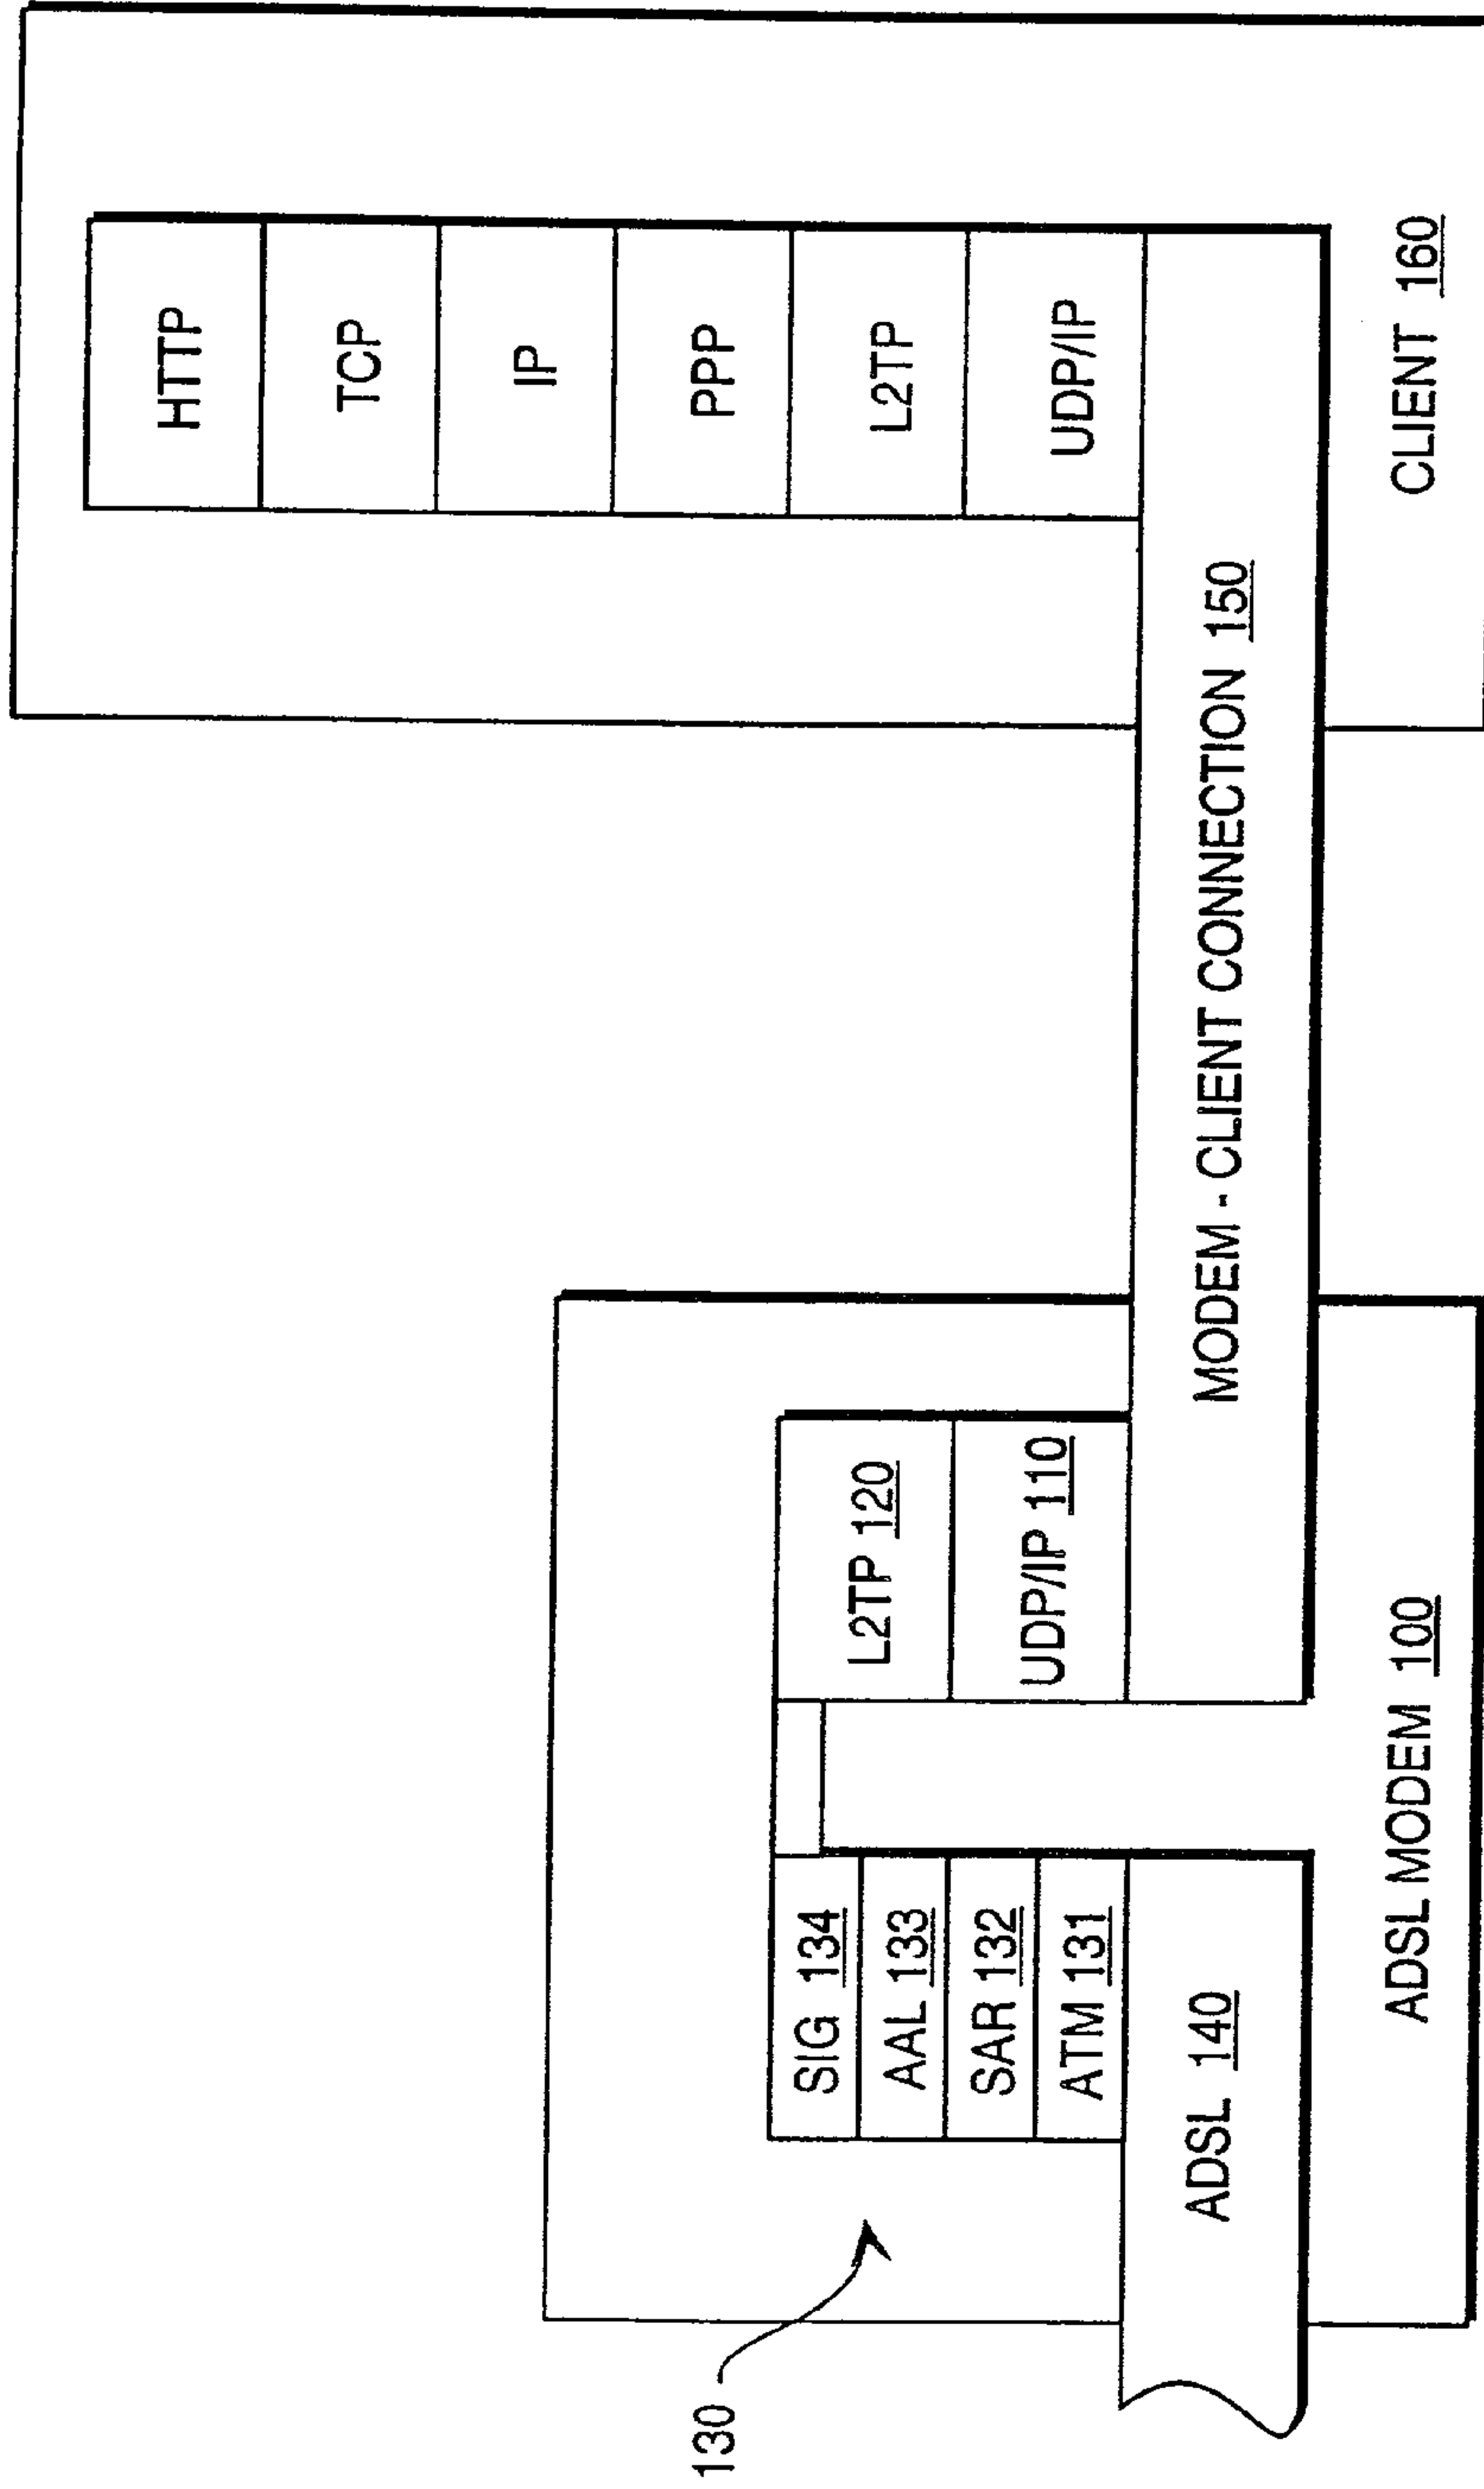 HTTP
TCP
IP
PPP
L2TP
UDP/IP
CLIENT 160
MODEM - CLIENT CONNECTION 150
L2TP 120
UDP/IP 110
SIG 134
AAL 133
SAR 132
ATM 131
ADSL 140
ADSL MODEM 100
130